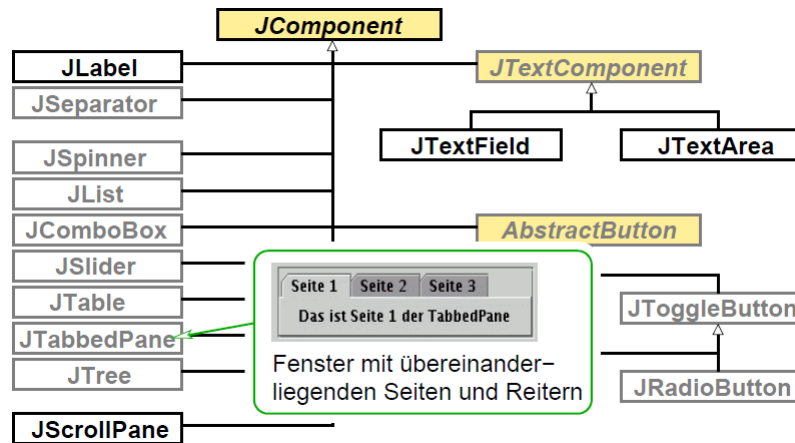 JComponent
JLabel
JTextComponent
JSeparator
JTextField
JTextArea
JSpinner
JList
JComboBox
AbstractButton
JSlider
JTable
JTabbedPane
JTree
JScrollPane
Seite 1 Seite 2 Seite 3
Das ist Seite 1 der TabbedPane
Fenster mit übereinander–
liegenden Seiten und Reitern
JToggleButton
JRadioButton